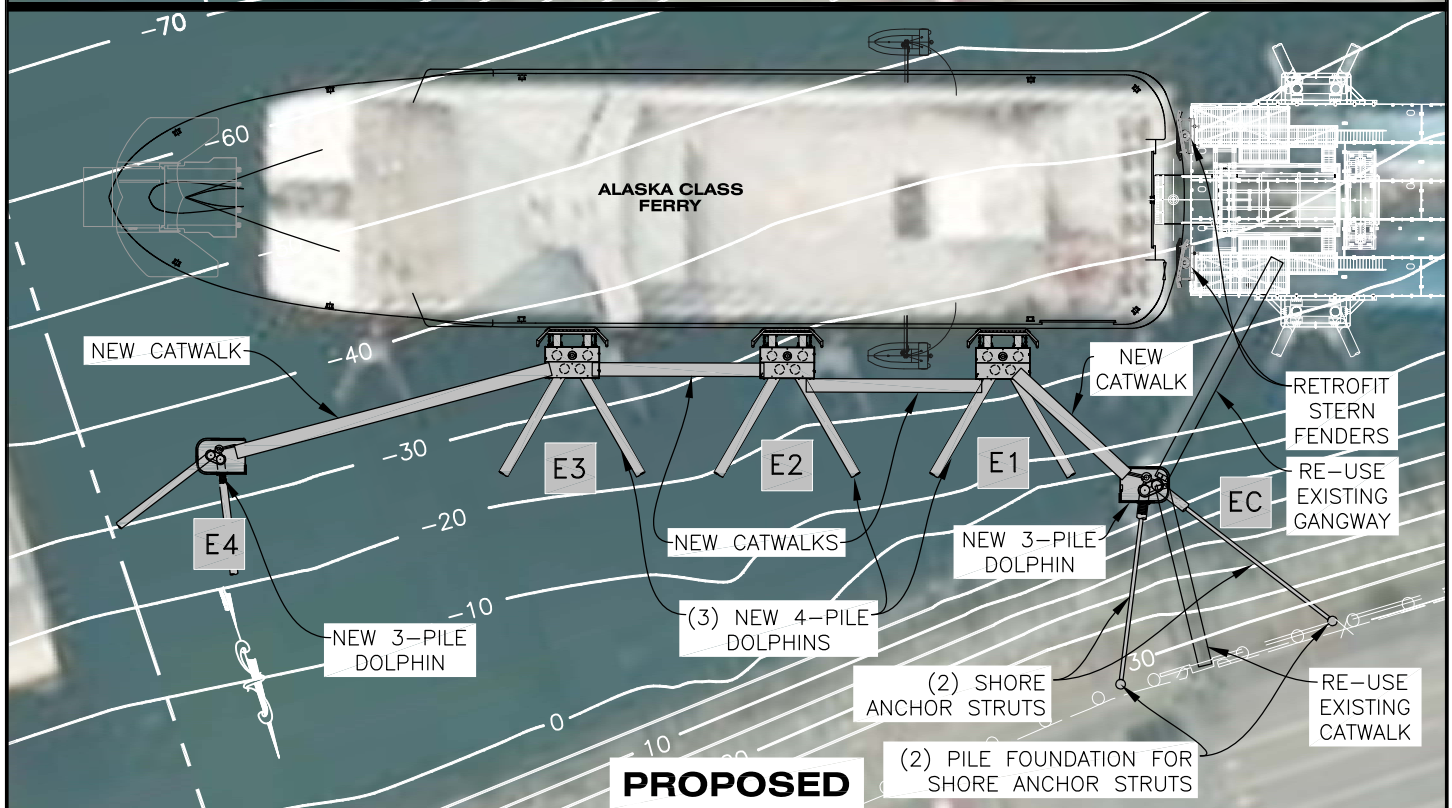 -70
-60
ALASKA CLASS
FERRY
-40
NEW CATWALK
NEW
CATWALK
RETROFIT
STERN
FENDERS
-30
E3
E2
E1
RE-USE
EXISTING
GANGWAY
EC
-20
E4
NEW CATWALKS
NEW 3-PILE
DOLPHIN
-10
(3) NEW 4-PILE
DOLPHINS
NEW 3-PILE
DOLPHIN
30
(2) SHORE
ANCHOR STRUTS
RE-USE
EXISTING
CATWALK
0
10
(2) PILE FOUNDATION FOR
SHORE ANCHOR STRUTS
PROPOSED